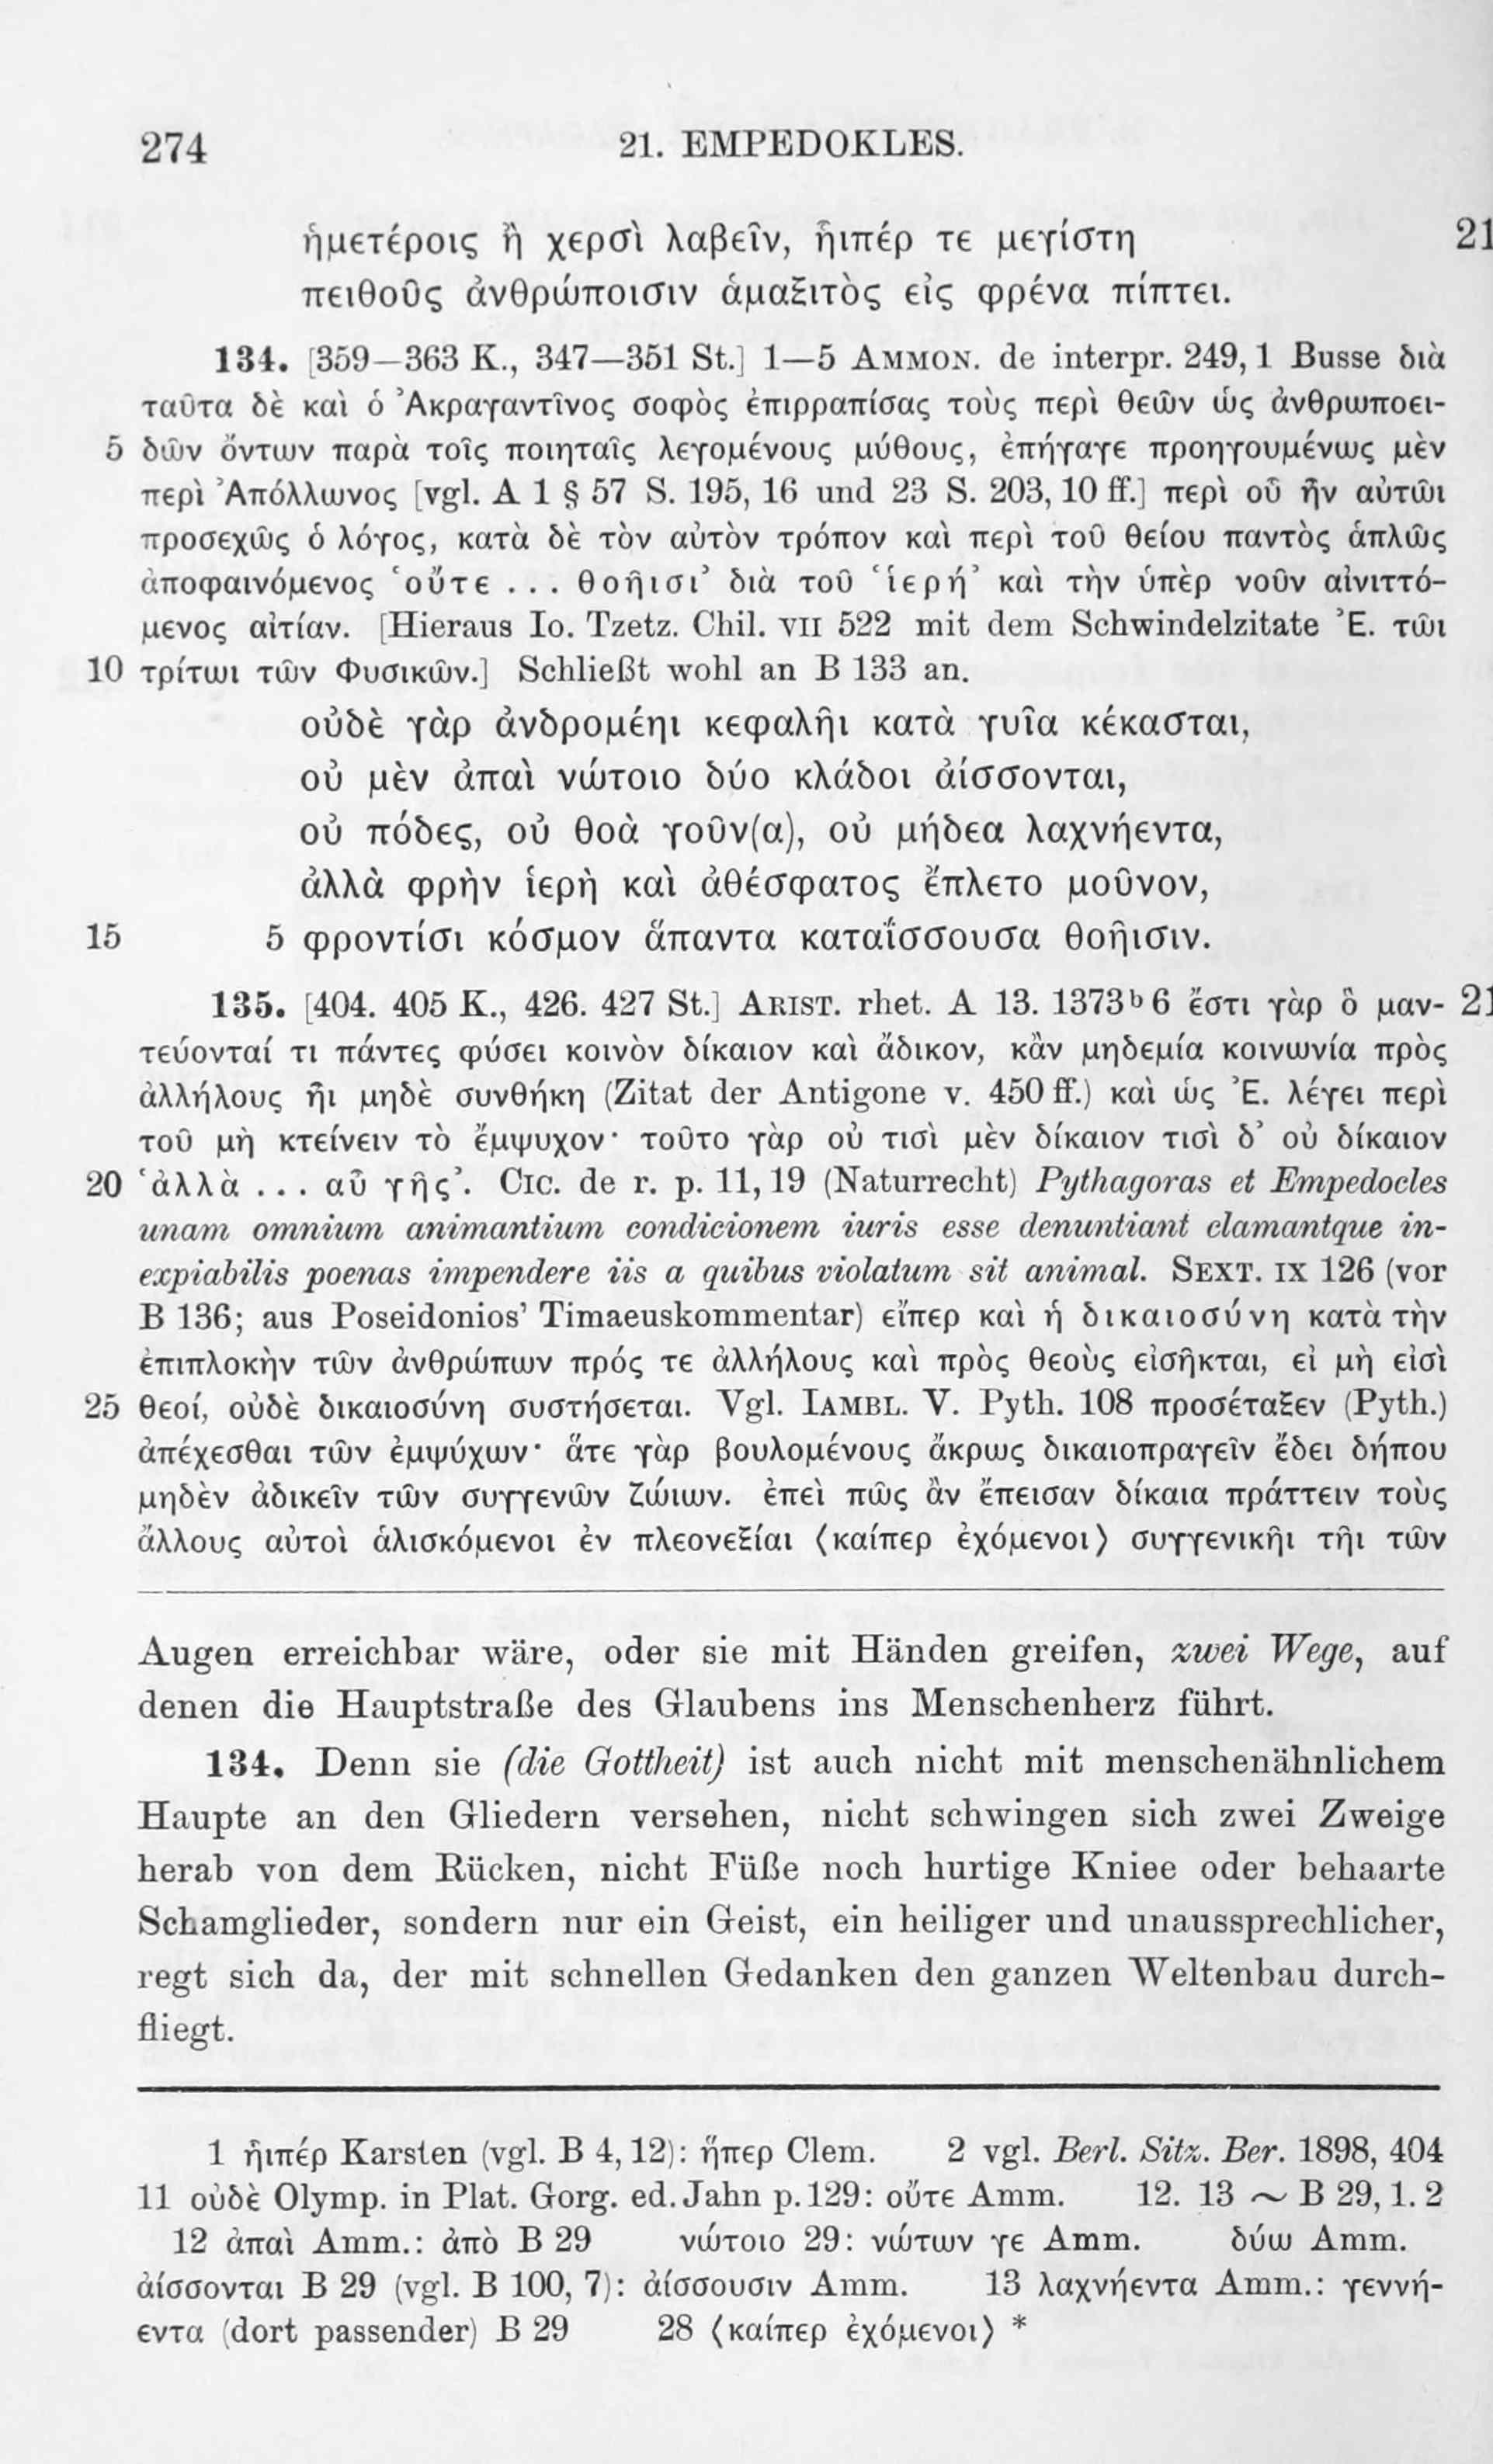 274 21. EMPEDOKLES.
ἡμετέροις ἢ χερσὶ λαβεῖν, ἧιπέρ τε μεγίστη 21
πειθοῦς ἀνθρώποισιν ἁμαξιτὸς εἰς φρένα πίπτει.
134. [359–363 K., 347—351 St.] 1—5 AMMON. de interpr. 249, 1 Busse διὰ
ταῦτα δὲ καὶ ὁ Ἀκραγαντῖνος σοφὸς ἐπιρραπίσας τοὺς περὶ θεῶν ὡς ἀνθρωποει-
5 δῶν ὄντων παρὰ τοῖς ποιηταῖς λεγομένους μύθους, ἐπήγαγε προηγουμένως μὲν
περὶ Ἀπόλλωνος [vgl. A 1 § 57 S. 195, 16 und 23 S. 203, 10 ff.] περὶ οὗ ἦν αὐτῶι
προσεχῶς ὁ λόγος, κατὰ δὲ τὸν αὐτὸν τρόπον καὶ περὶ τοῦ θείου παντὸς ἁπλῶς
ἀποφαινόμενος ‘οὔτε ... θοῆισι’ διὰ τοῦ ‘ἱερή’ καὶ τὴν ὑπὲρ νοῦν αἰνιττό-
μενος αἰτίαν. [Hieraus Io. Tzetz. Chil. VII 522 mit dem Schwindelzitate Ἐ. τῶι
10 τρίτωι τῶν Φυσικῶν.] Schließt wohl an B 133 an.
οὐδὲ γὰρ ἀνδρομέηι κεφαλῆι κατὰ γυῖα κέκασται,
οὐ μὲν ἀπαὶ νώτοιο δύο κλάδοι ἀίσσονται,
οὐ πόδες, οὐ θοὰ γοῦν(α), οὐ μήδεα λαχνήεντα,
ἀλλὰ φρὴν ἱερὴ καὶ ἀθέσφατος ἔπλετο μοῦνον,
15 5 φροντίσι κόσμον ἅπαντα καταΐσσουσα θοῆισιν.
135. [404. 405 K., 426. 427 St.] ARIST. rhet. A 13. 1373ᵇ 6 ἔστι γὰρ ὃ μαν- 21
τεύονταί τι πάντες φύσει κοινὸν δίκαιον καὶ ἄδικον, κἂν μηδεμία κοινωνία πρὸς
ἀλλήλους ἦι μηδὲ συνθήκη (Zitat der Antigone v. 450 ff.) καὶ ὡς Ἐ. λέγει περὶ
τοῦ μὴ κτείνειν τὸ ἔμψυχον· τοῦτο γὰρ οὐ τισὶ μὲν δίκαιον τισὶ δ’ οὐ δίκαιον
20 ‘ἀλλὰ ... αὖ γῆς’. CIC. de r. p. 11, 19 (Naturrecht) Pythagoras et Empedocles
unam omnium animantium condicionem iuris esse denuntiant clamantque in-
expiabilis poenas impendere iis a quibus violatum sit animal. SEXT. IX 126 (vor
B 136; aus Poseidonios’ Timaeuskommentar) εἴπερ καὶ ἡ δικαιοσύνη κατὰ τὴν
ἐπιπλοκὴν τῶν ἀνθρώπων πρός τε ἀλλήλους καὶ πρὸς θεοὺς εἰσῆκται, εἰ μὴ εἰσὶ
25 θεοί, οὐδὲ δικαιοσύνη συστήσεται. Vgl. IAMBL. V. Pyth. 108 προσέταξεν (Pyth.)
ἀπέχεσθαι τῶν ἐμψύχων· ἅτε γὰρ βουλομένους ἄκρως δικαιοπραγεῖν ἔδει δήπου
μηδὲν ἀδικεῖν τῶν συγγενῶν ζώιων. ἐπεὶ πῶς ἂν ἔπεισαν δίκαια πράττειν τοὺς
ἄλλους αὐτοὶ ἁλισκόμενοι ἐν πλεονεξίαι ⟨καίπερ ἐχόμενοι⟩ συγγενικῆι τῆι τῶν
Augen erreichbar wäre, oder sie mit Händen greifen, zwei Wege, auf
denen die Hauptstraße des Glaubens ins Menschenherz führt.
134. Denn sie (die Gottheit) ist auch nicht mit menschenähnlichem
Haupte an den Gliedern versehen, nicht schwingen sich zwei Zweige
herab von dem Rücken, nicht Füße noch hurtige Kniee oder behaarte
Schamglieder, sondern nur ein Geist, ein heiliger und unaussprechlicher,
regt sich da, der mit schnellen Gedanken den ganzen Weltenbau durch-
fliegt.
1 ἧιπέρ Karsten (vgl. B 4, 12): ἥπερ Clem. 2 vgl. Berl. Sitz. Ber. 1898, 404
11 οὐδὲ Olymp. in Plat. Gorg. ed. Jahn p. 129: οὔτε Amm. 12. 13 ∼ B 29, 1. 2
12 ἀπαὶ Amm.: ἀπὸ B 29 νώτοιο 29: νώτων γε Amm. δύω Amm.
ἀίσσονται B 29 (vgl. B 100, 7): ἀίσσουσιν Amm. 13 λαχνήεντα Amm.: γεννή-
εντα (dort passender) B 29 28 ⟨καίπερ ἐχόμενοι⟩ *